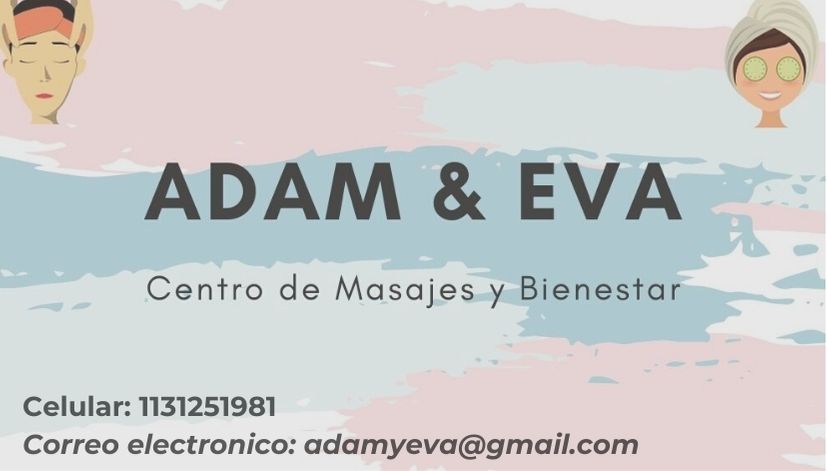 ADAM & EVA
Centro de Masajes y Bienestar
Celular: 1131251981
Correo electronico: adamyeva@gmail.com